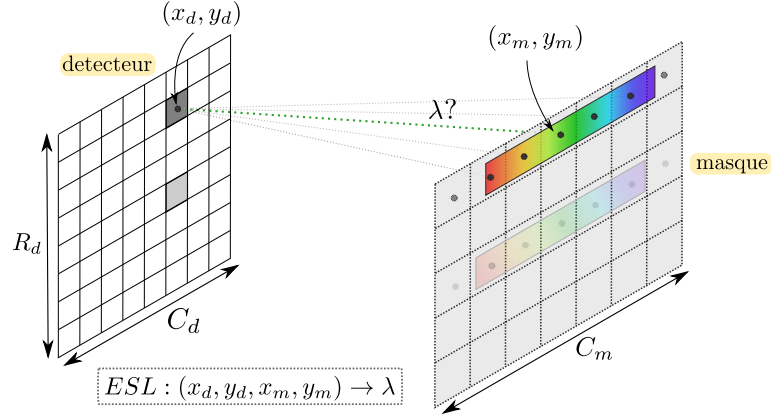 (x_d, y_d)
detecteur
(x_m, y_m)
λ?
masque
R_d
C_d
C_m
ESL : (x_d, y_d, x_m, y_m) → λ